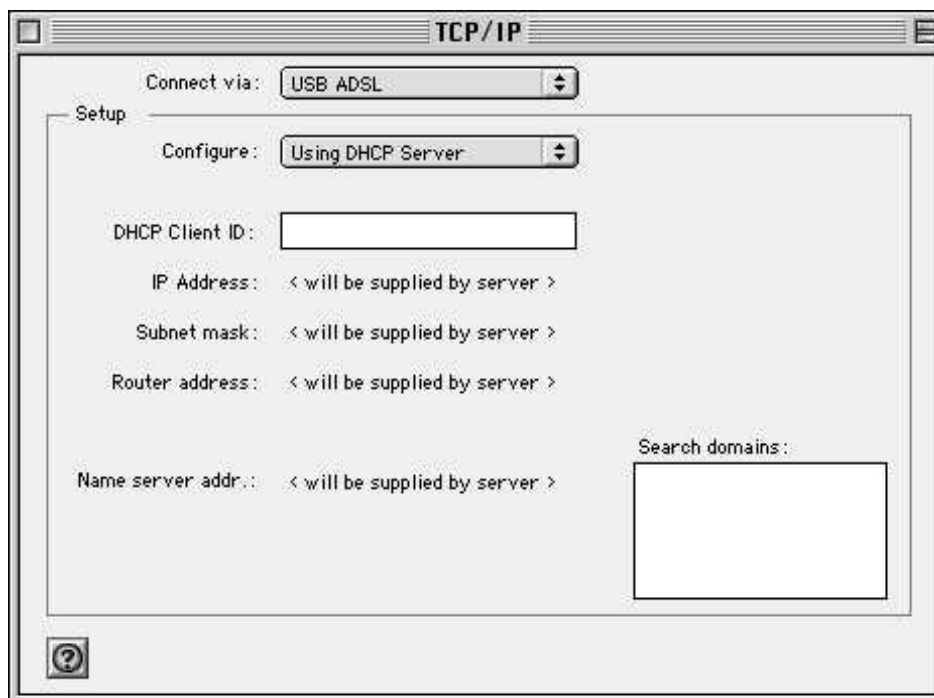 TCP/IP
Connect via: USB ADSL
Setup
Configure: Using DHCP Server
DHCP Client ID:
IP Address: < will be supplied by server >
Subnet mask: < will be supplied by server >
Router address: < will be supplied by server >
Search domains:
Name server addr.: < will be supplied by server >
?